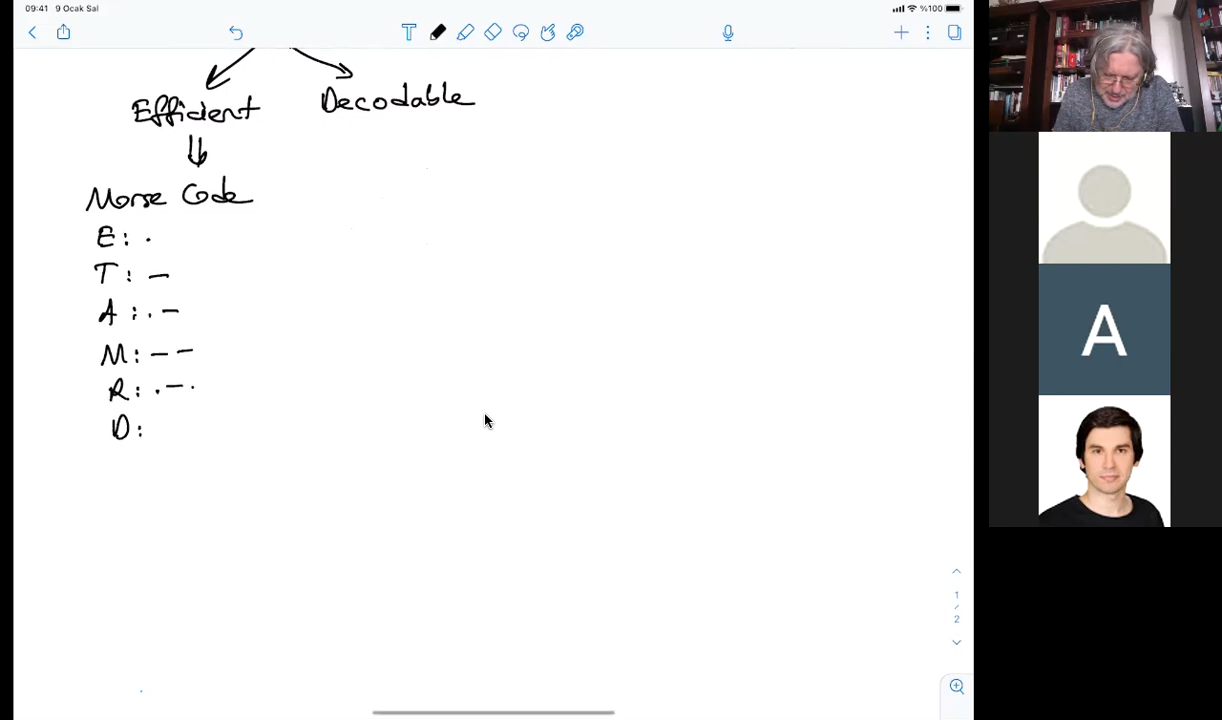 09:41 9 Ocak Sal
%100
T
Efficient Decodable
Morse Code
E: .
T: –
A: . –
M: – –
R: . – .
D:
A
1
/
2